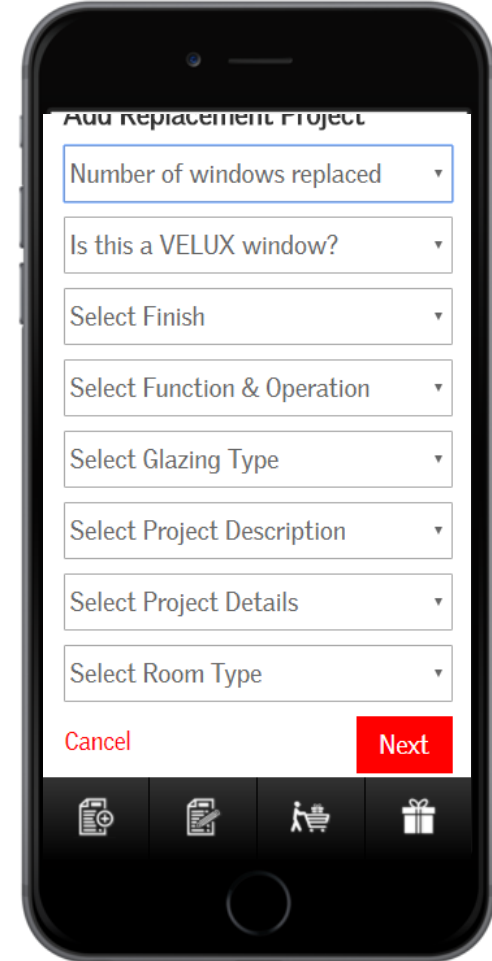 Add Replacement Project
Number of windows replaced
Is this a VELUX window?
Select Finish
Select Function & Operation
Select Glazing Type
Select Project Description
Select Project Details
Select Room Type
Cancel
Next